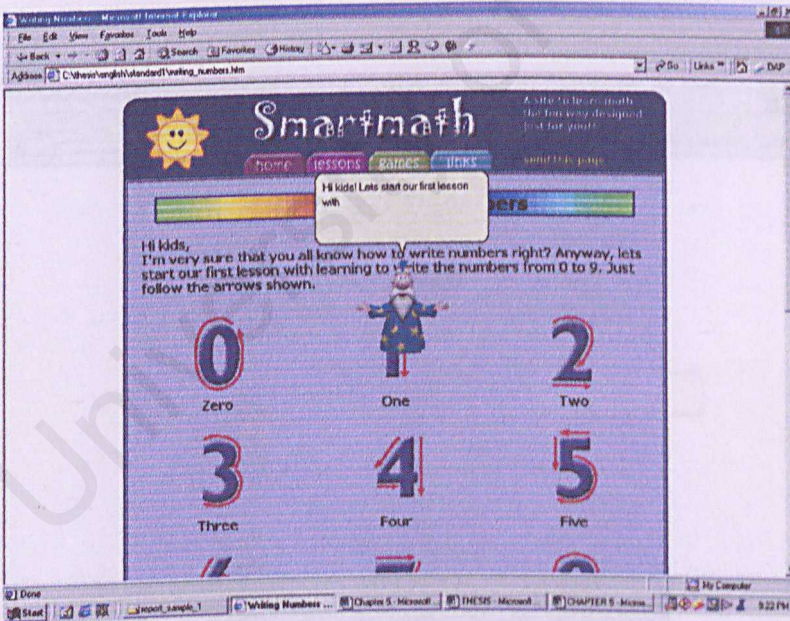 Writing Numbers - Microsoft Internet Explorer
File Edit View Favorites Tools Help
Back Search Favorites History
Address C:\thesis\english\standard1\writing_numbers.htm Go Links » DAP
Smartmath
A site to learn math
the fun way designed
just for you!!
home lessons games links
send this page
Hi kids! Lets start our first lesson
with
bers
Hi kids,
I'm very sure that you all know how to write numbers right? Anyway, lets
start our first lesson with learning to write the numbers from 0 to 9. Just
follow the arrows shown.
0 2
Zero One Two
3 4 5
Three Four Five
Done My Computer
Start report_sample_1 Writing Numbers ... Chapter 5 - Microsoft ... THESIS - Microsoft ... CHAPTER 5 - Micros... 9:22 PM